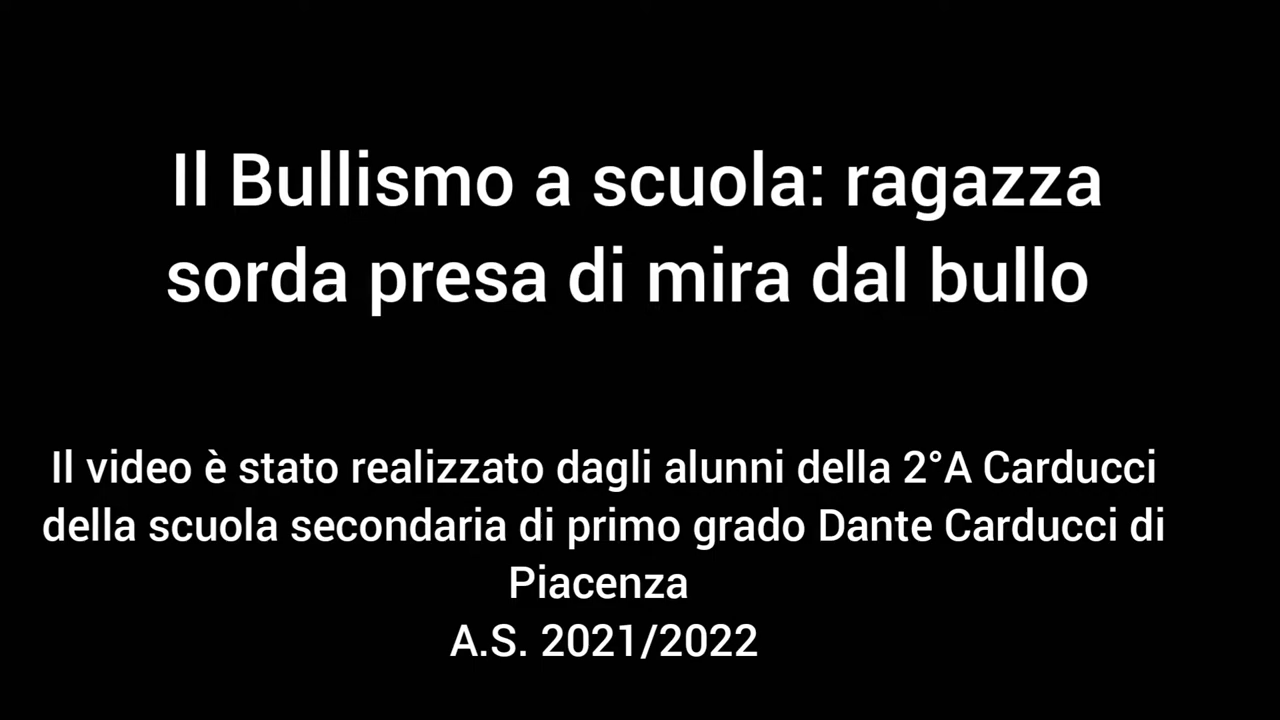 Il Bullismo a scuola: ragazza
sorda presa di mira dal bullo
Il video è stato realizzato dagli alunni della 2°A Carducci
della scuola secondaria di primo grado Dante Carducci di
Piacenza
A.S. 2021/2022